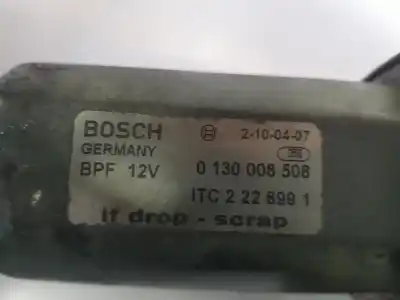 BOSCH 2-10-04-07
GERMANY
BPF 12V 0 130 008 508
ITC 2 22 899 1
if drop - scrap